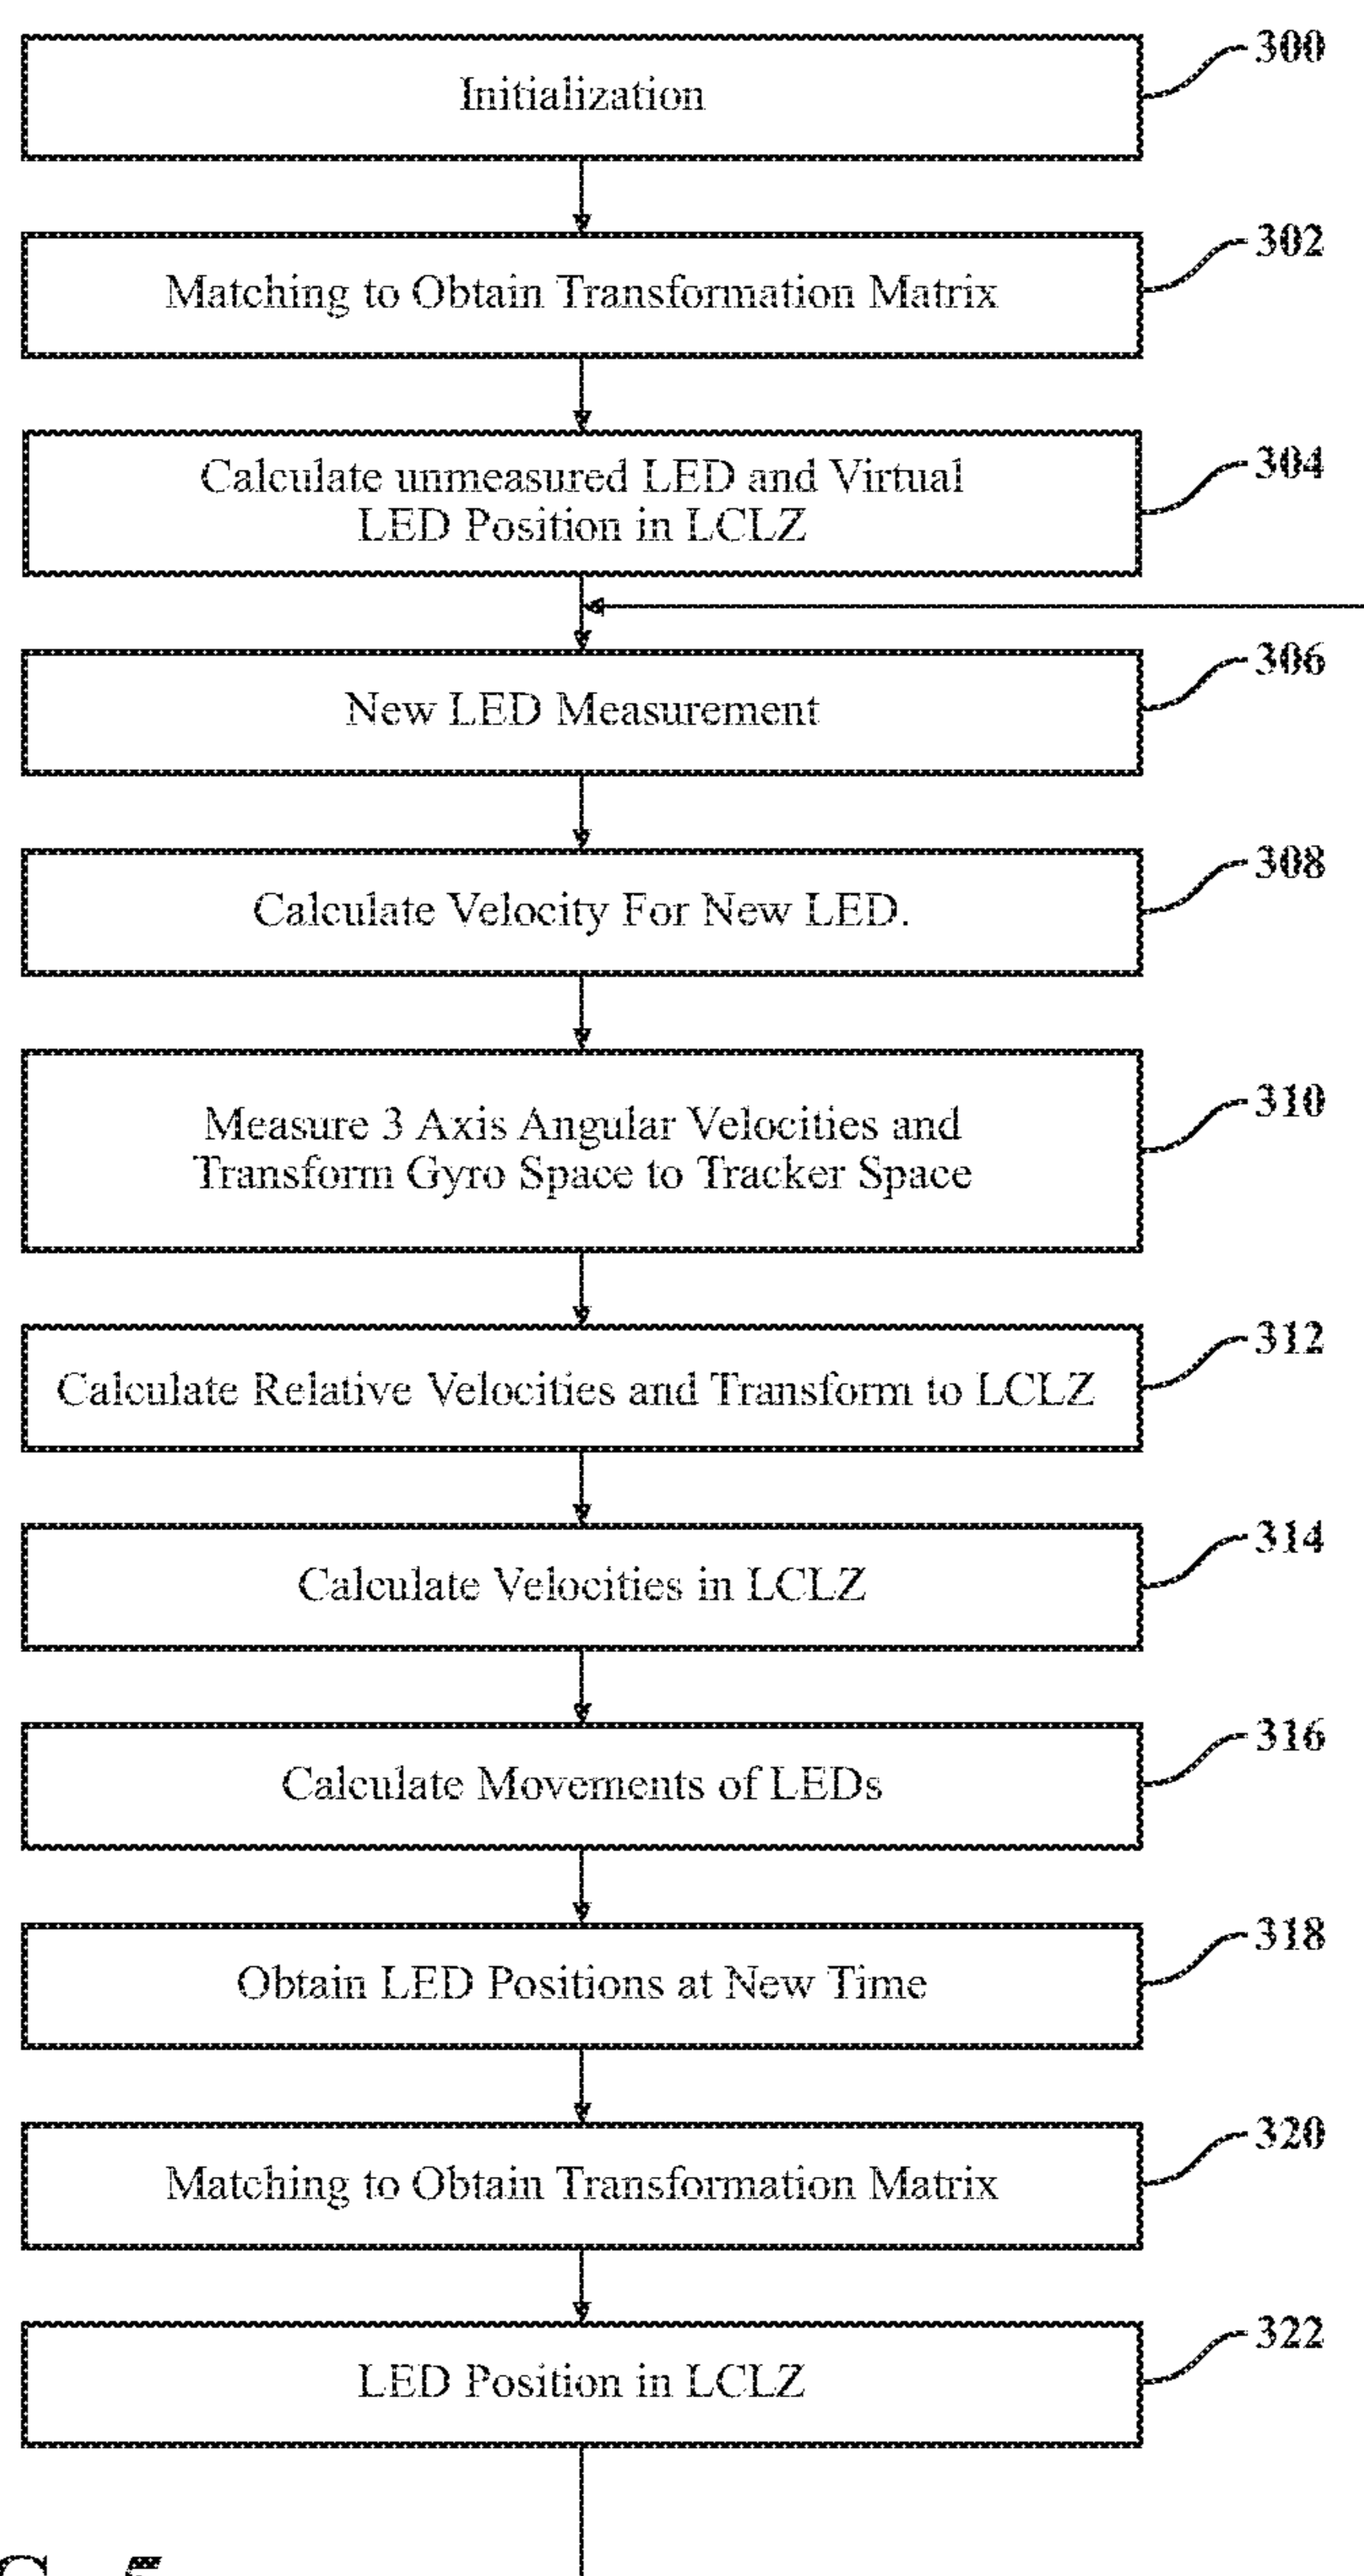 Initialization
300
Matching to Obtain Transformation Matrix
302
Calculate unmeasured LED and Virtual
LED Position in LCLZ
304
New LED Measurement
306
Calculate Velocity For New LED.
308
Measure 3 Axis Angular Velocities and
Transform Gyro Space to Tracker Space
310
Calculate Relative Velocities and Transform to LCLZ
312
Calculate Velocities in LCLZ
314
Calculate Movements of LEDs
316
Obtain LED Positions at New Time
318
Matching to Obtain Transformation Matrix
320
LED Position in LCLZ
322